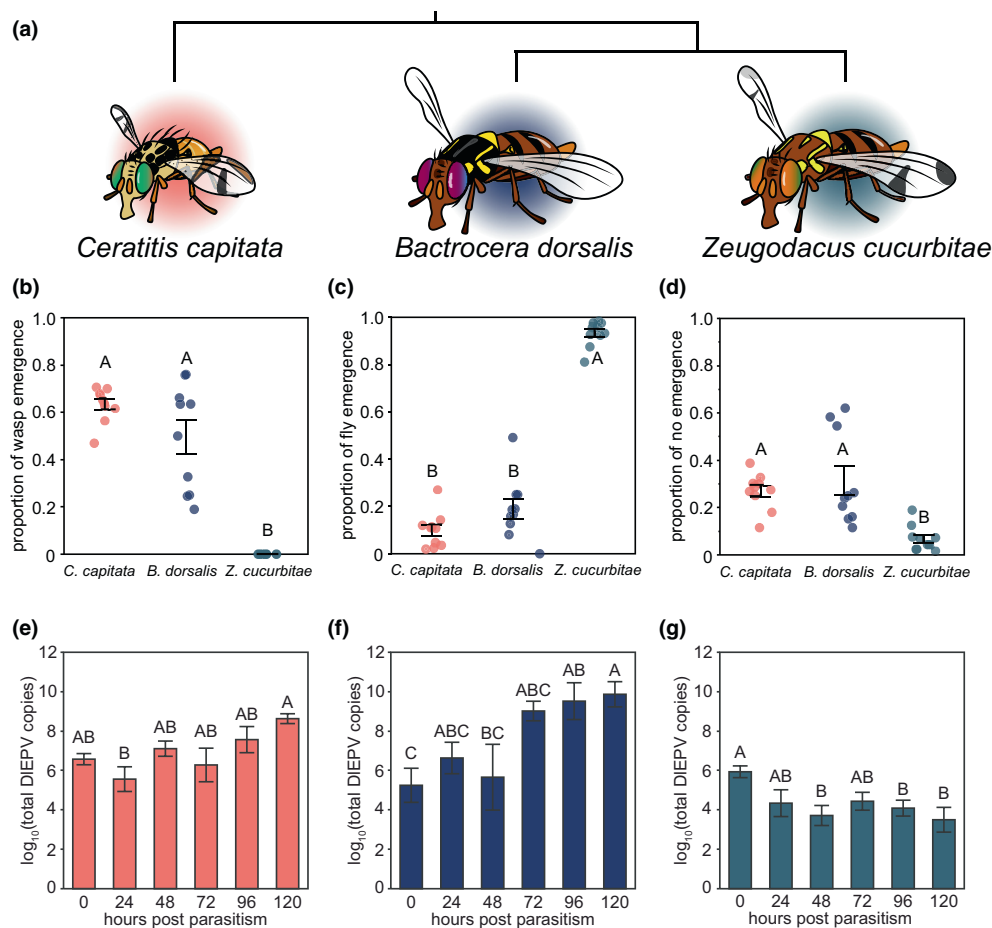 (a)
Ceratitis capitata
Bactrocera dorsalis
Zeugodacus cucurbitae
(b)
proportion of wasp emergence
1.0
0.8
0.6
0.4
0.2
0
A
A
B
C. capitata
B. dorsalis
Z. cucurbitae
(c)
proportion of fly emergence
1.0
0.8
0.6
0.4
0.2
0
B
B
A
C. capitata
B. dorsalis
Z. cucurbitae
(d)
proportion of no emergence
1.0
0.8
0.6
0.4
0.2
0
A
A
B
C. capitata
B. dorsalis
Z. cucurbitae
(e)
log10(total DIEPV copies)
12
10
8
6
4
2
0
AB
B
AB
AB
AB
A
0 24 48 72 96 120
hours post parasitism
(f)
log10(total DIEPV copies)
12
10
8
6
4
2
0
C
ABC
BC
ABC
AB
A
0 24 48 72 96 120
hours post parasitism
(g)
log10(total DIEPV copies)
12
10
8
6
4
2
0
A
AB
B
AB
B
B
0 24 48 72 96 120
hours post parasitism